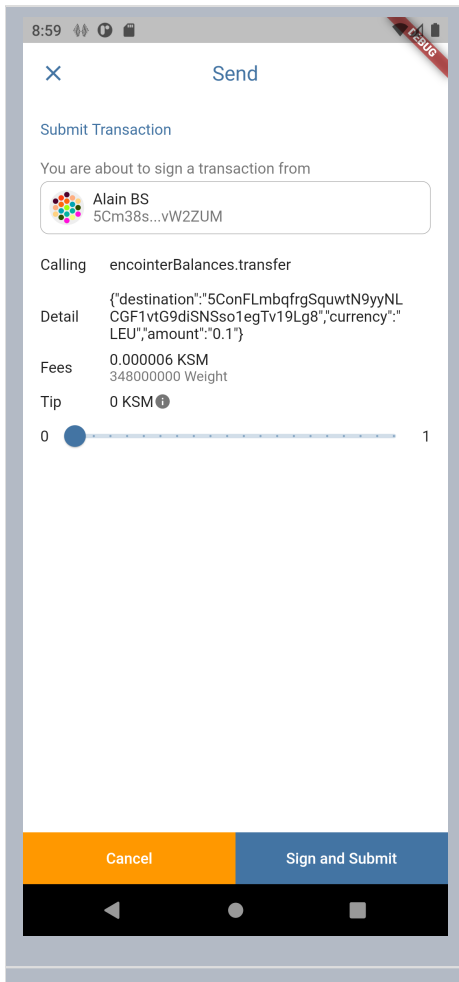 8:59
DEBUG
Send
Submit Transaction
You are about to sign a transaction from
Alain BS
5Cm38s...vW2ZUM
Calling encointerBalances.transfer
{"destination":"5ConFLmbqfrgSquwtN9yyNL
Detail CGF1vtG9diSNSso1egTv19Lg8","currency":"
LEU","amount":"0.1"}
Fees 0.000006 KSM
348000000 Weight
Tip 0 KSM
0 1
Cancel Sign and Submit